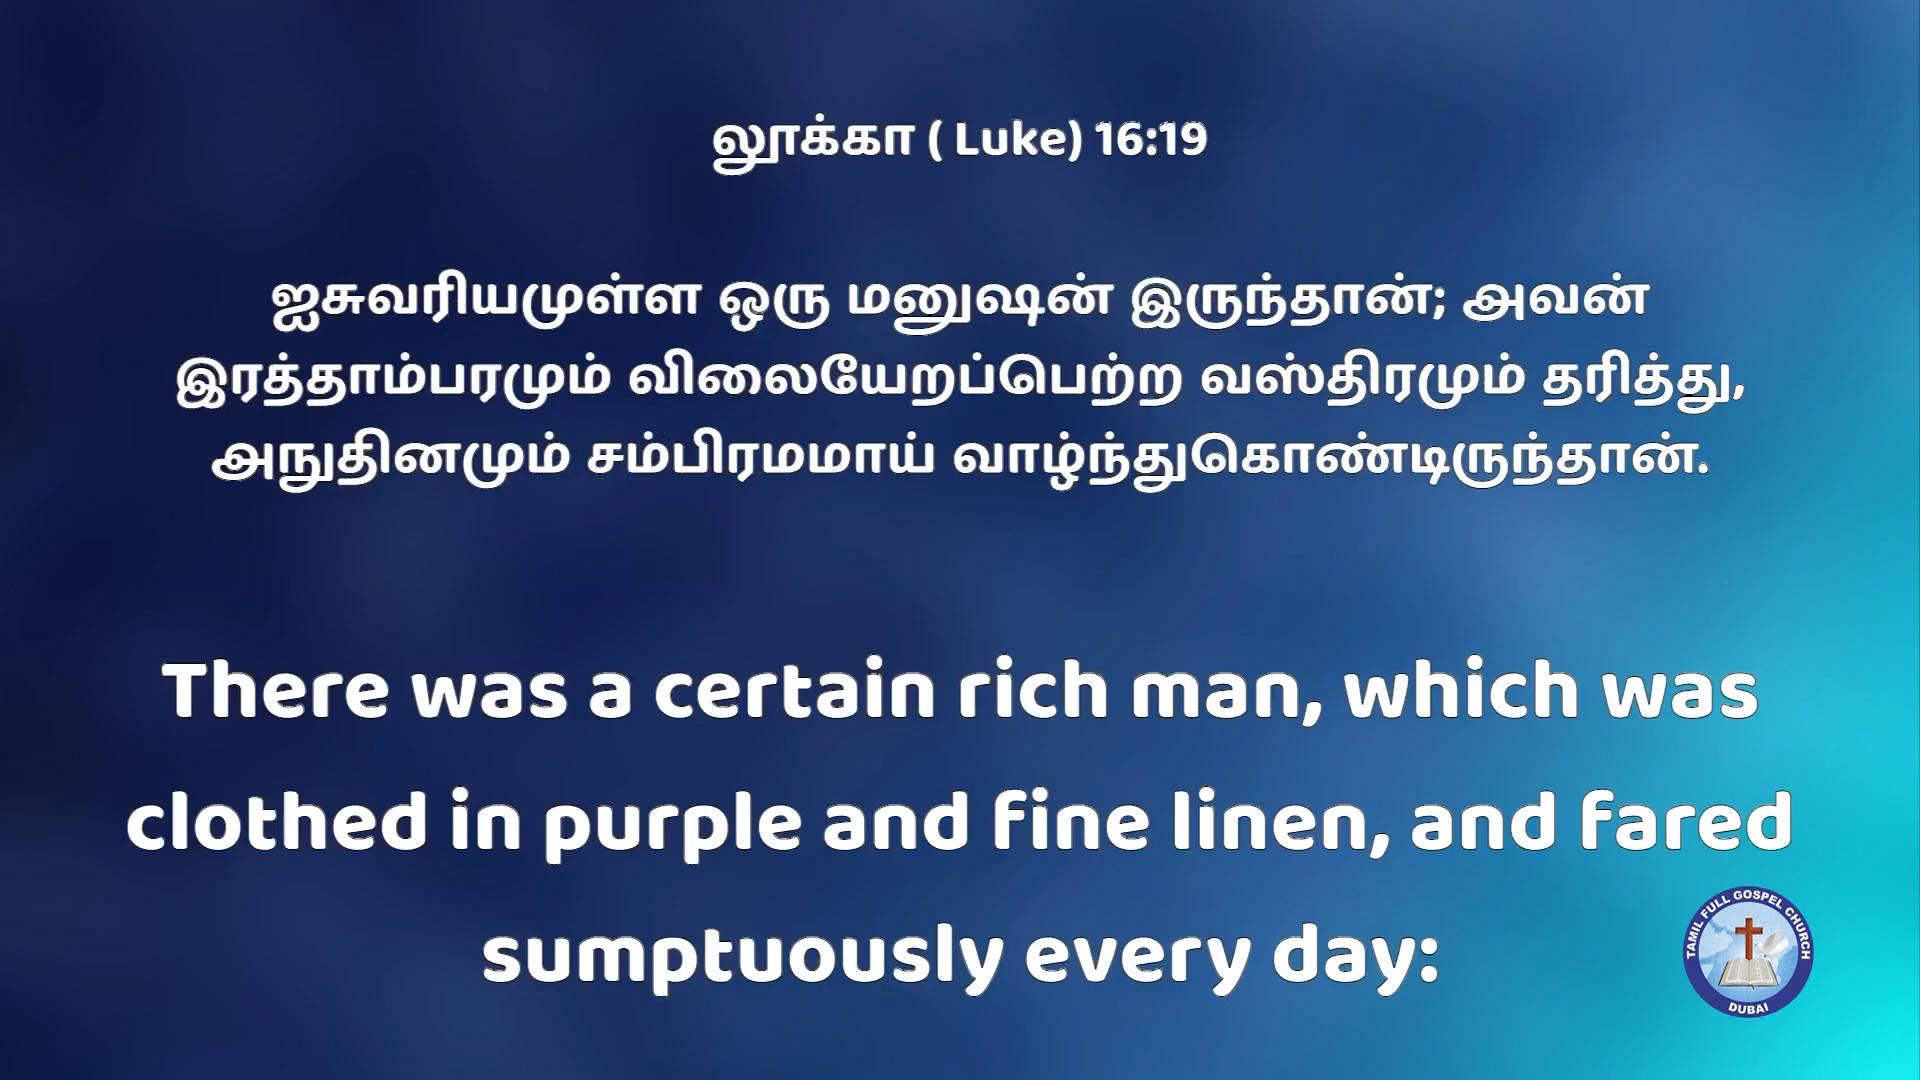 லூக்கா ( Luke) 16:19
ஐசுவரியமுள்ள ஒரு மனுஷன் இருந்தான்; அவன்
இரத்தாம்பரமும் விலையேறப்பெற்ற வஸ்திரமும் தரித்து,
அநுதினமும் சம்பிரமமாய் வாழ்ந்துகொண்டிருந்தான்.
There was a certain rich man, which was
clothed in purple and fine linen, and fared
sumptuously every day:
TAMIL FULL GOSPEL CHURCH
DUBAI